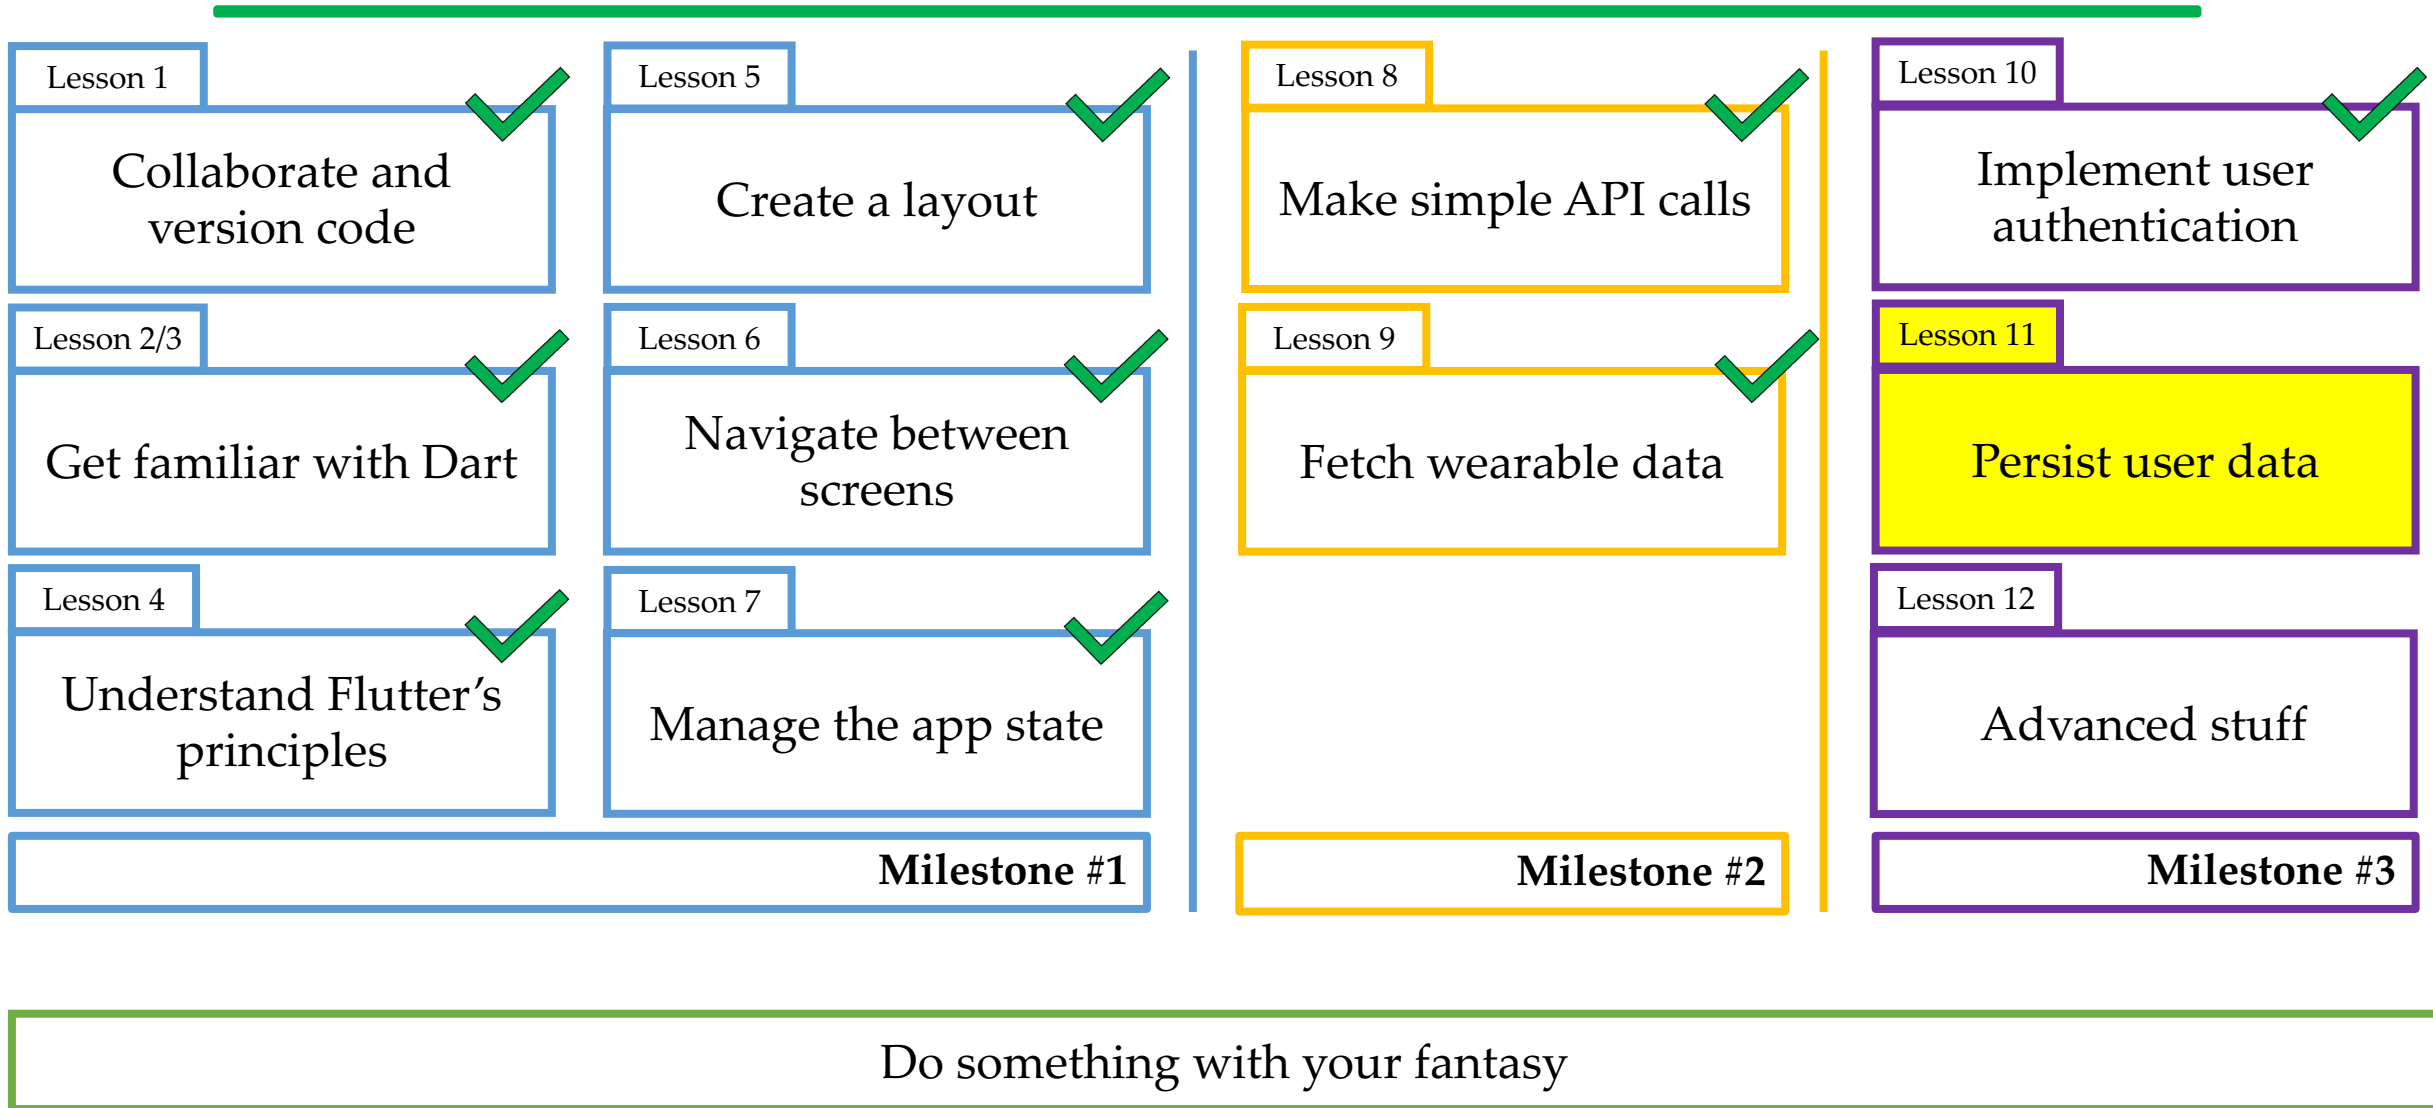 Lesson 1
Collaborate and
version code
Lesson 2/3
Get familiar with Dart
Lesson 4
Understand Flutter’s
principles
Lesson 5
Create a layout
Lesson 6
Navigate between
screens
Lesson 7
Manage the app state
Milestone #1
Lesson 8
Make simple API calls
Lesson 9
Fetch wearable data
Milestone #2
Lesson 10
Implement user
authentication
Lesson 11
Persist user data
Lesson 12
Advanced stuff
Milestone #3
Do something with your fantasy